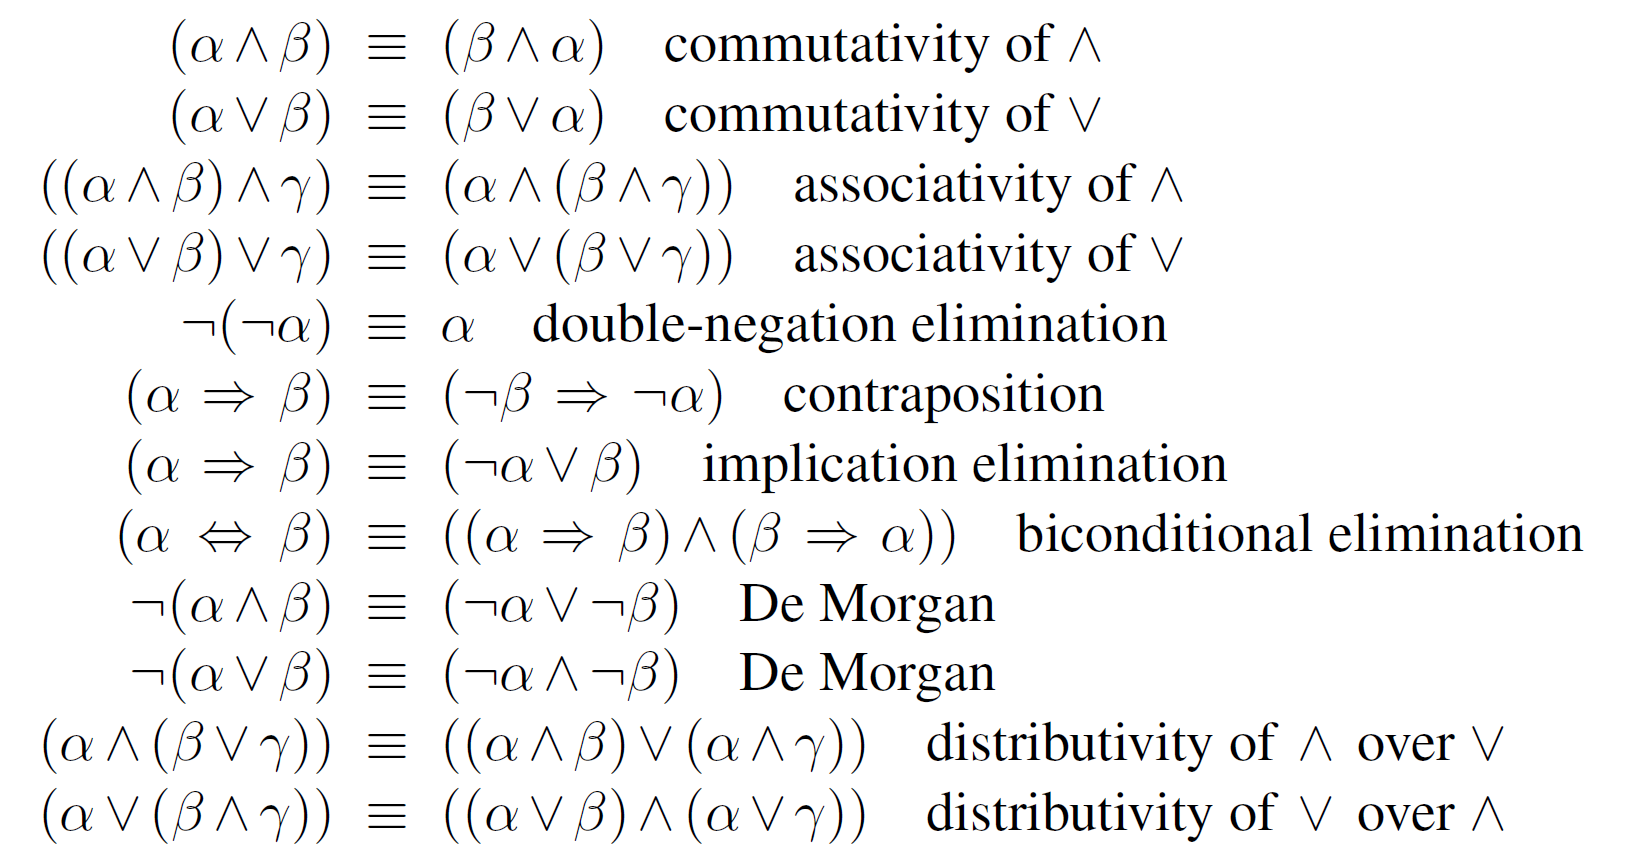 (α ∧ β) ≡ (β ∧ α) commutativity of ∧
(α ∨ β) ≡ (β ∨ α) commutativity of ∨
((α ∧ β) ∧ γ) ≡ (α ∧ (β ∧ γ)) associativity of ∧
((α ∨ β) ∨ γ) ≡ (α ∨ (β ∨ γ)) associativity of ∨
¬(¬α) ≡ α double-negation elimination
(α ⇒ β) ≡ (¬β ⇒ ¬α) contraposition
(α ⇒ β) ≡ (¬α ∨ β) implication elimination
(α ⇔ β) ≡ ((α ⇒ β) ∧ (β ⇒ α)) biconditional elimination
¬(α ∧ β) ≡ (¬α ∨ ¬β) De Morgan
¬(α ∨ β) ≡ (¬α ∧ ¬β) De Morgan
(α ∧ (β ∨ γ)) ≡ ((α ∧ β) ∨ (α ∧ γ)) distributivity of ∧ over ∨
(α ∨ (β ∧ γ)) ≡ ((α ∨ β) ∧ (α ∨ γ)) distributivity of ∨ over ∧